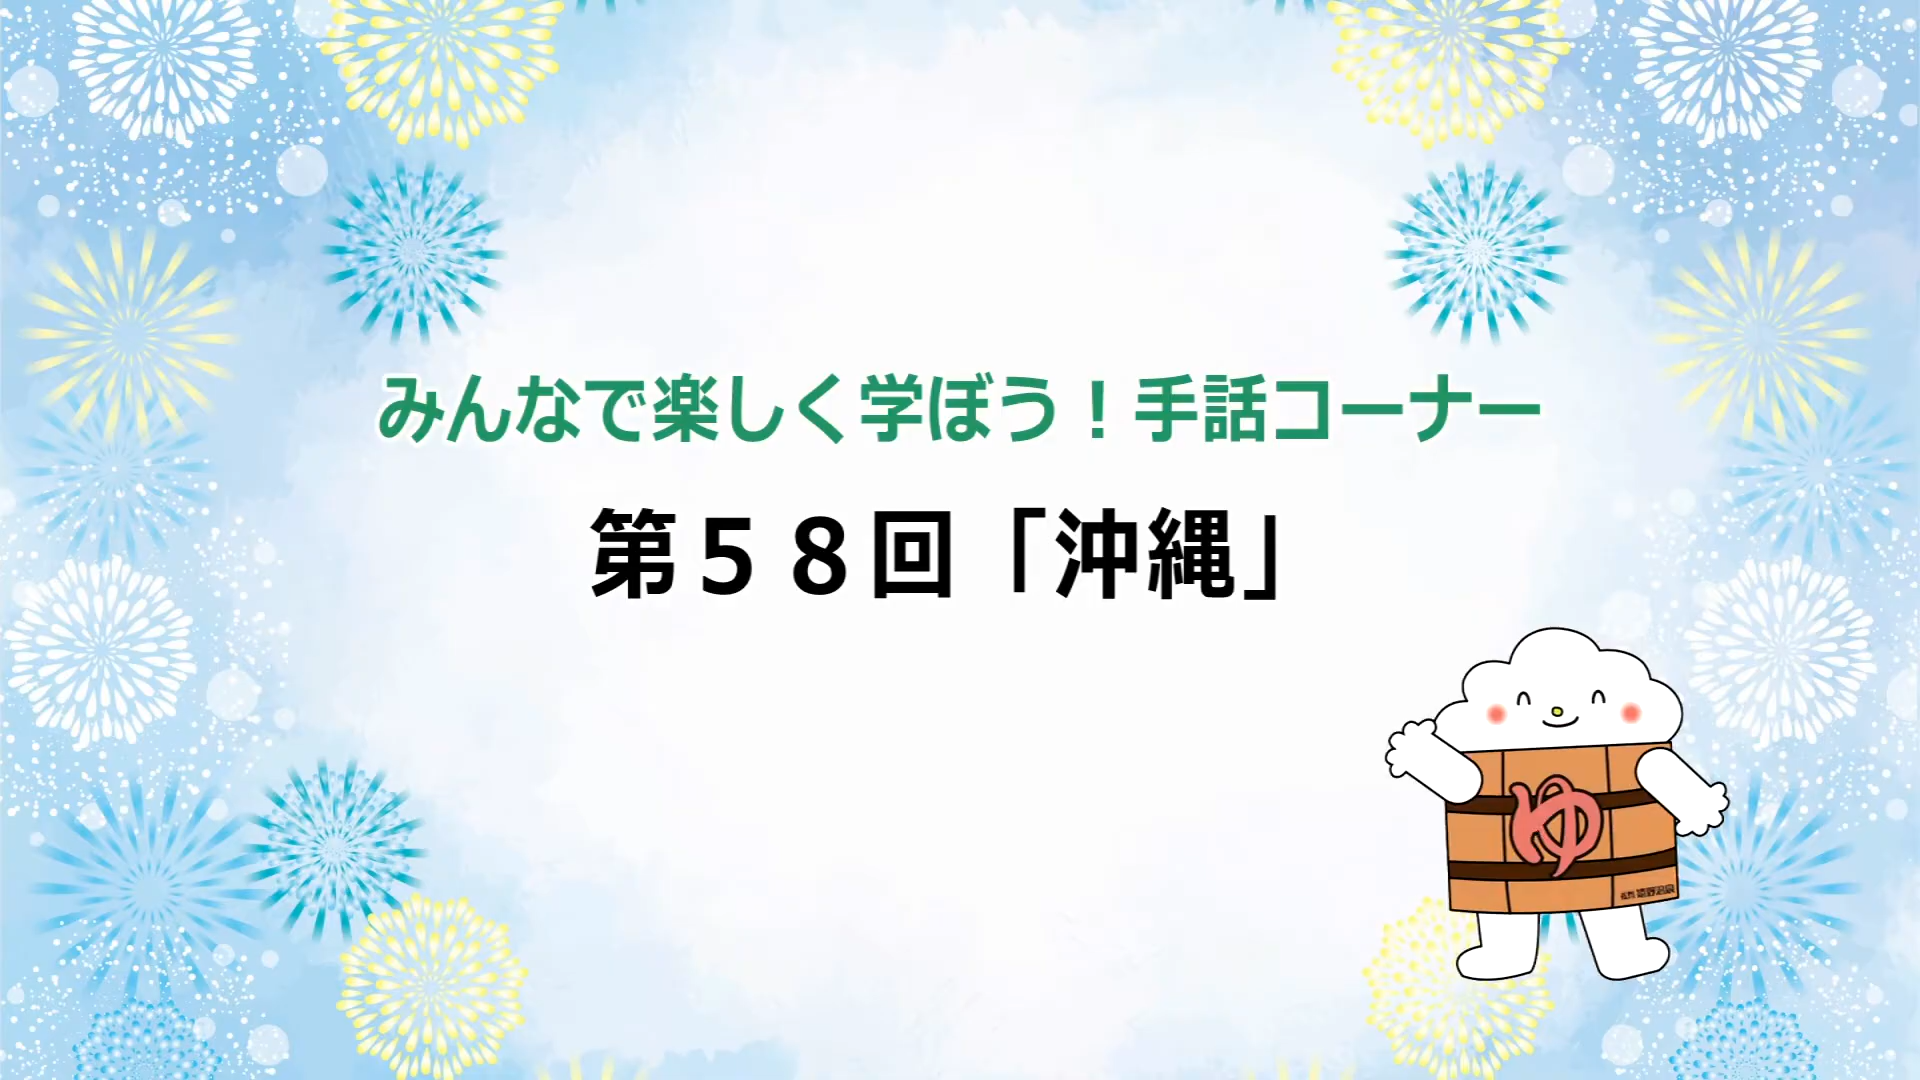 みんなで楽しく学ぼう！手話コーナー
第５８回「沖縄」
ゆ